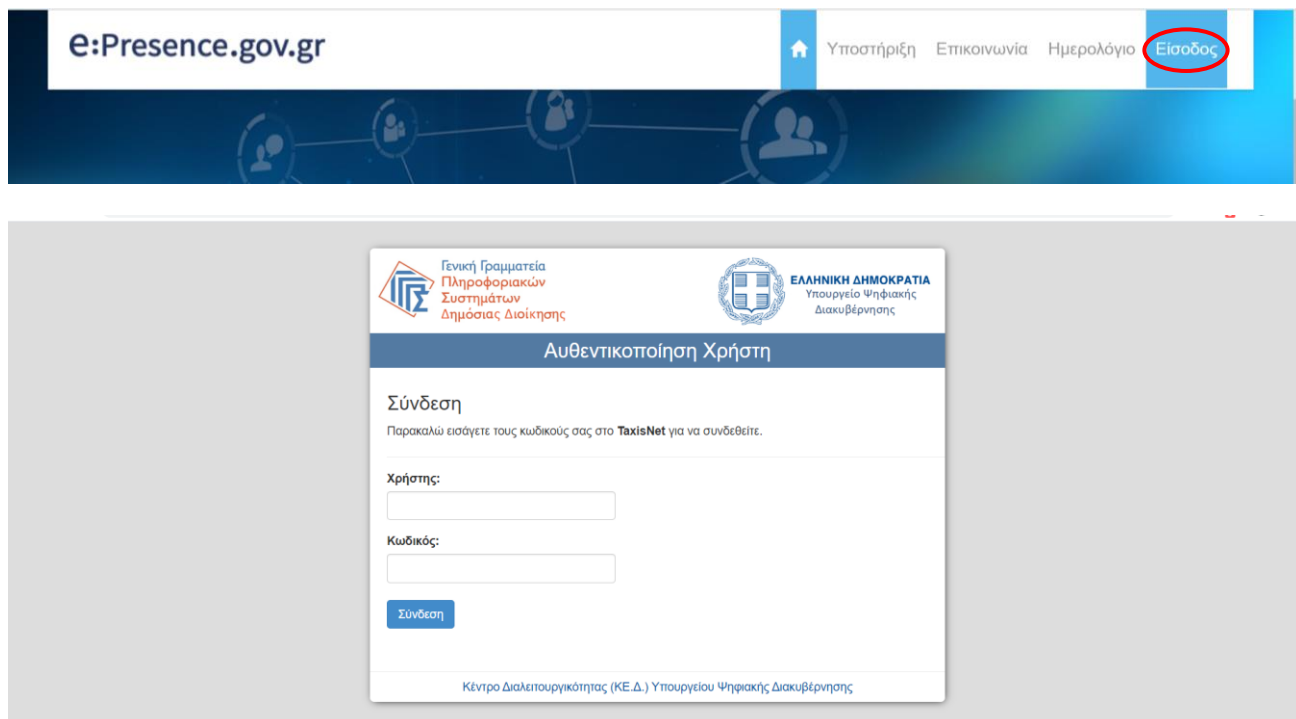 e:Presence.gov.gr
Υποστήριξη Επικοινωνία Ημερολόγιο Είσοδος
Γενική Γραμματεία
Πληροφοριακών
Συστημάτων
Δημόσιας Διοίκησης
ΕΛΛΗΝΙΚΗ ΔΗΜΟΚΡΑΤΙΑ
Υπουργείο Ψηφιακής
Διακυβέρνησης
Αυθεντικοποίηση Χρήστη
Σύνδεση
Παρακαλώ εισάγετε τους κωδικούς σας στο TaxisNet για να συνδεθείτε.
Χρήστης:
Κωδικός:
Σύνδεση
Κέντρο Διαλειτουργικότητας (ΚΕ.Δ.) Υπουργείου Ψηφιακής Διακυβέρνησης